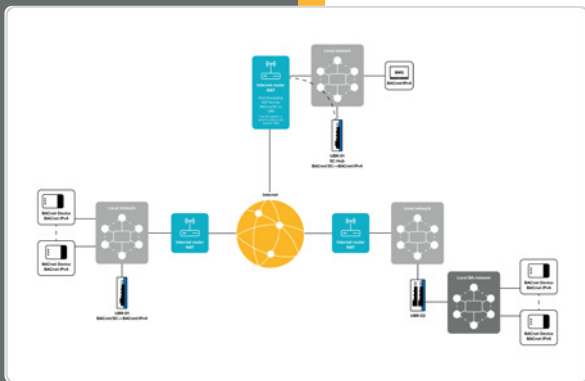 Local network
BMS
BACnet/IPv4
Internet router
NAT
UBR-01
SC Hub
BACnet/SC—BACnet/IPv4
Internet
BACnet Device
BACnet/IPv4
BACnet Device
BACnet/IPv4
Local network
Internet router
NAT
UBR-01
BACnet/SC—BACnet/IPv4
Internet router
NAT
Local network
UBR-02
Local BA network
BACnet Device
BACnet/IPv4
BACnet Device
BACnet/IPv4